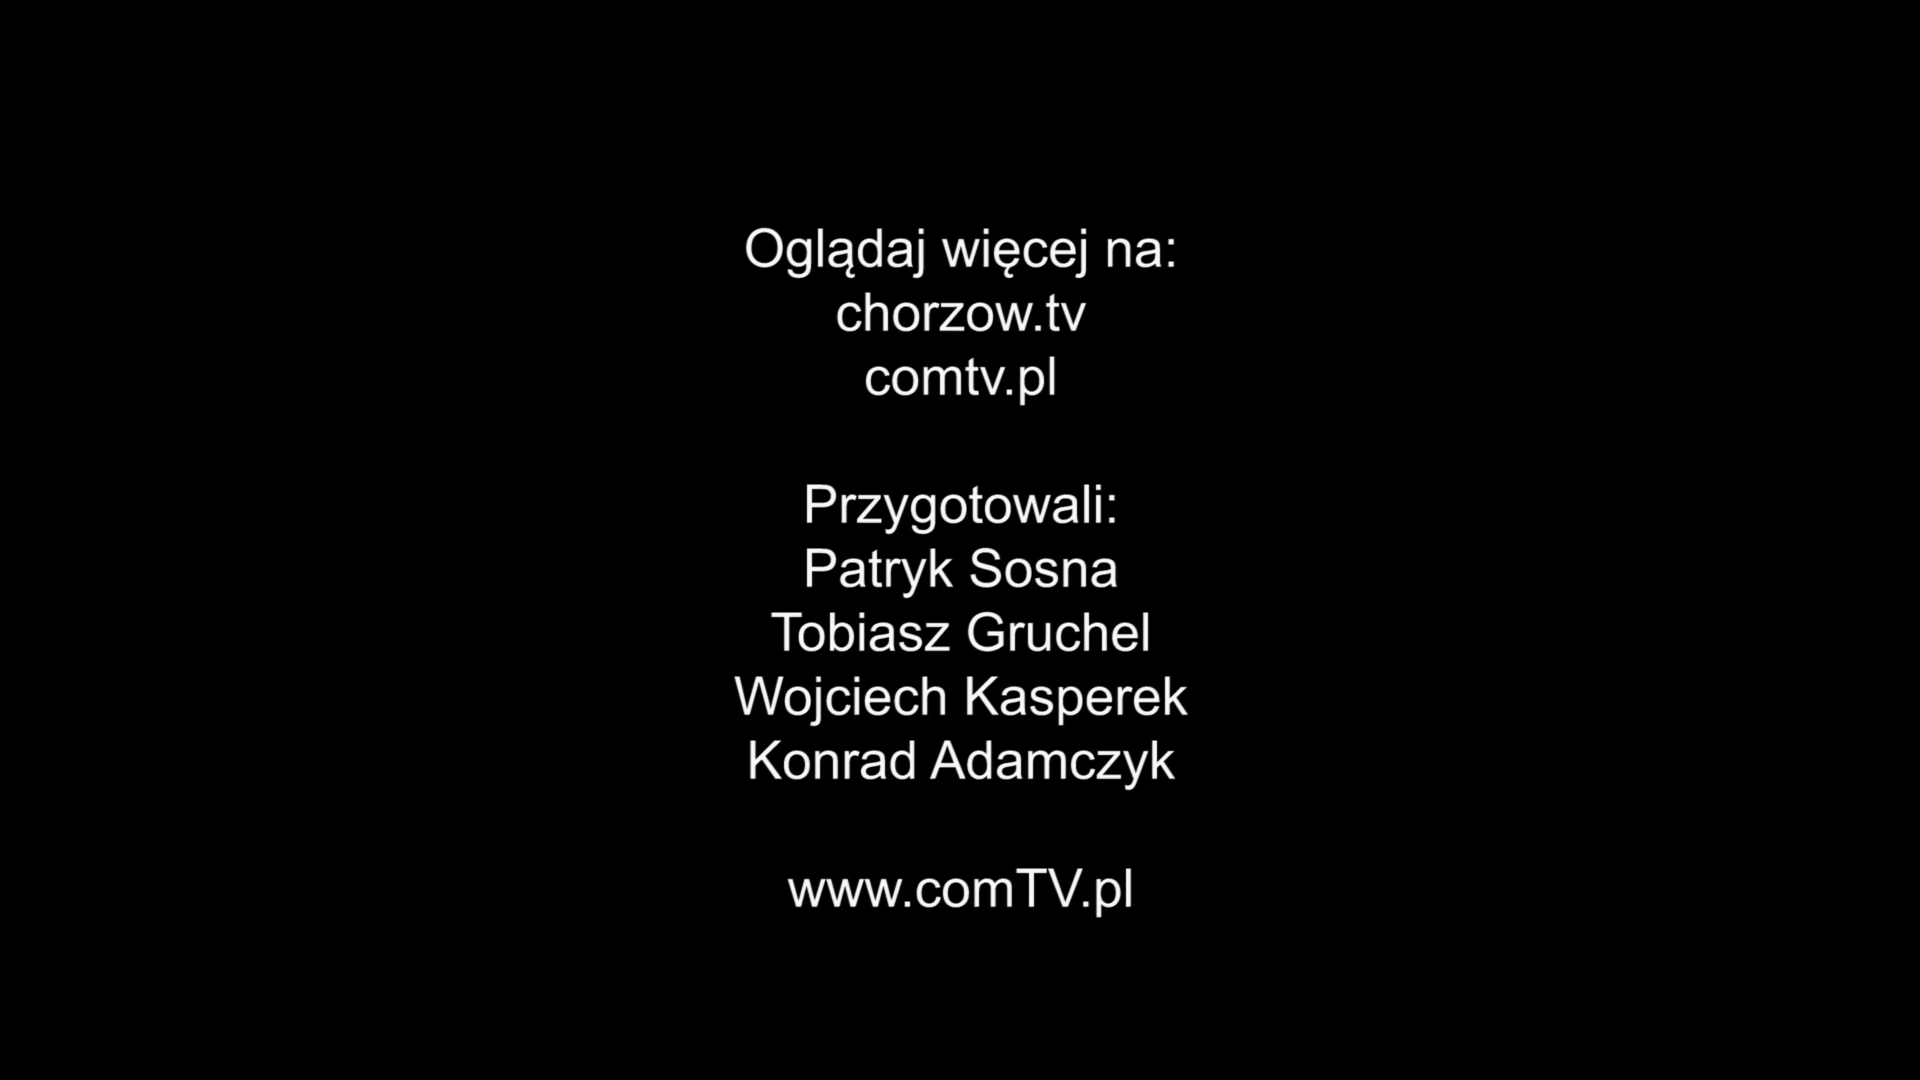 Oglądaj więcej na:
chorzow.tv
comtv.pl
Przygotowali:
Patryk Sosna
Tobiasz Gruchel
Wojciech Kasperek
Konrad Adamczyk
www.comTV.pl